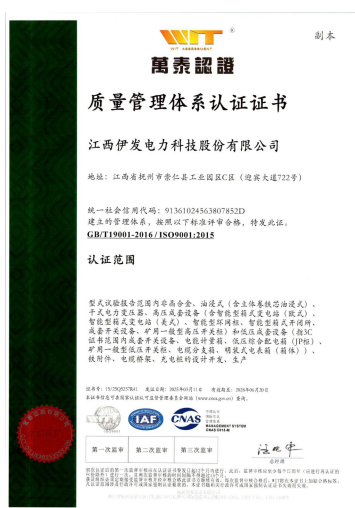 副本
WIT
WIT ASSESSMENT
萬泰認證
质量管理体系认证证书
江西伊发电力科技股份有限公司
地址：江西省抚州市崇仁县工业园区C区（迎宾大道722号）
统一社会信用代码：91361024563807852D
建立的管理体系，按照以下标准评审合格，特发此证。
GB/T19001-2016 / ISO9001:2015
认证范围
型式试验报告范围内非晶合金、油浸式（含主体卷铁芯油浸式）、
干式电力变压器、高压成套设备（含智能型箱式变电站（欧式）、
智能型箱式变电站（美式）、智能型环网柜、智能型箱式开闭所、
成套开关设备、矿用一般型高压开关柜）和低压成套设备（指3C
证书范围内成套开关设备、电能计量箱、低压综合配电箱（JP柜）、
矿用一般型低压开关柜、电缆分支箱、明装式电表箱（箱体））、
铁附件、电缆桥架、充电桩的设计开发、生产
IAF
CNAS
MANAGEMENT SYSTEM
第一次监审
第二次监审
第三次监审
总经理